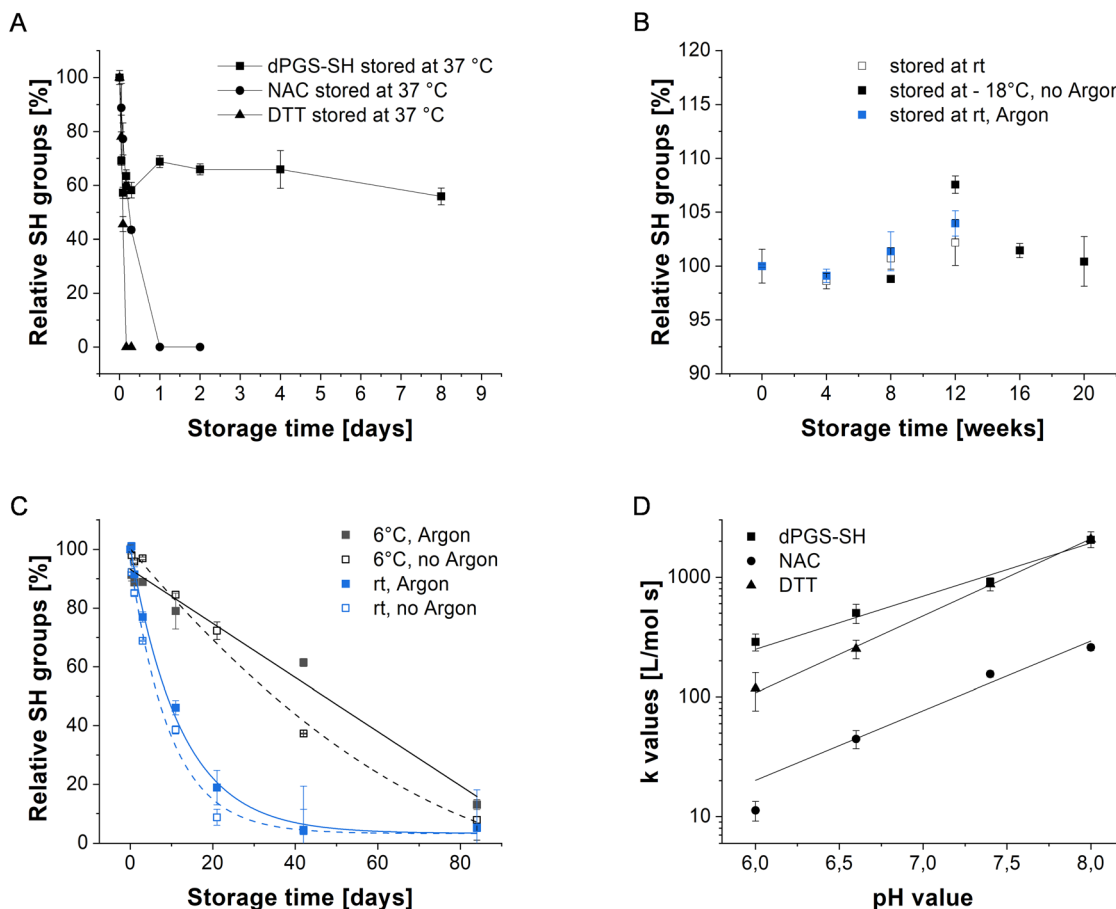 A
dPGS-SH stored at 37 °C
NAC stored at 37 °C
DTT stored at 37 °C
Relative SH groups [%]
100
80
60
40
20
0
0 1 2 3 4 5 6 7 8 9
Storage time [days]
B
stored at rt
stored at - 18°C, no Argon
stored at rt, Argon
Relative SH groups [%]
120
115
110
105
100
95
90
0 4 8 12 16 20
Storage time [weeks]
C
6°C, Argon
6°C, no Argon
rt, Argon
rt, no Argon
Relative SH groups [%]
100
80
60
40
20
0
0 20 40 60 80
Storage time [days]
D
dPGS-SH
NAC
DTT
k values [L/mol s]
1000
100
10
6,0 6,5 7,0 7,5 8,0
pH value